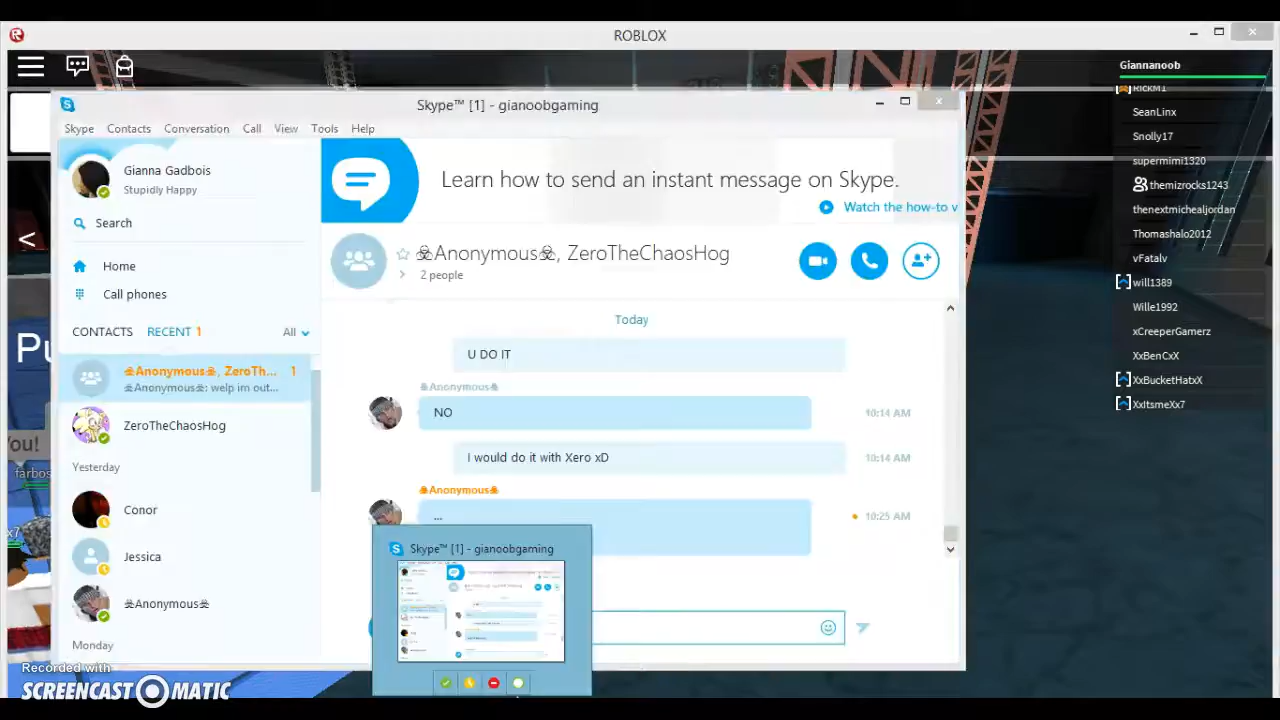 ROBLOX
Giannanoob
RickM1
SeanLinx
Snolly17
supermimi1320
themizrocks1243
thenextmichealjordan
Thomashalo2012
vFatalv
will1389
Wille1992
xCreeperGamerz
XxBenCxX
XxBucketHatxX
XxItsmeXx7
Skype™ [1] - gianoobgaming
Skype Contacts Conversation Call View Tools Help
Gianna Gadbois
Stupidly Happy
Search
Home
Call phones
CONTACTS RECENT 1 All
☠Anonymous☠, ZeroTh... 1
☠Anonymous☠: welp im out...
ZeroTheChaosHog
Yesterday
Conor
Jessica
☠Anonymous☠
Monday
Learn how to send an instant message on Skype.
Watch the how-to v
☠Anonymous☠, ZeroTheChaosHog
2 people
Today
U DO IT
☠Anonymous☠
NO 10:14 AM
I would do it with Xero xD 10:14 AM
☠Anonymous☠
... 10:25 AM
Skype™ [1] - gianoobgaming
Pu
You!
farbos
x7
Recorded with
SCREENCAST MATIC